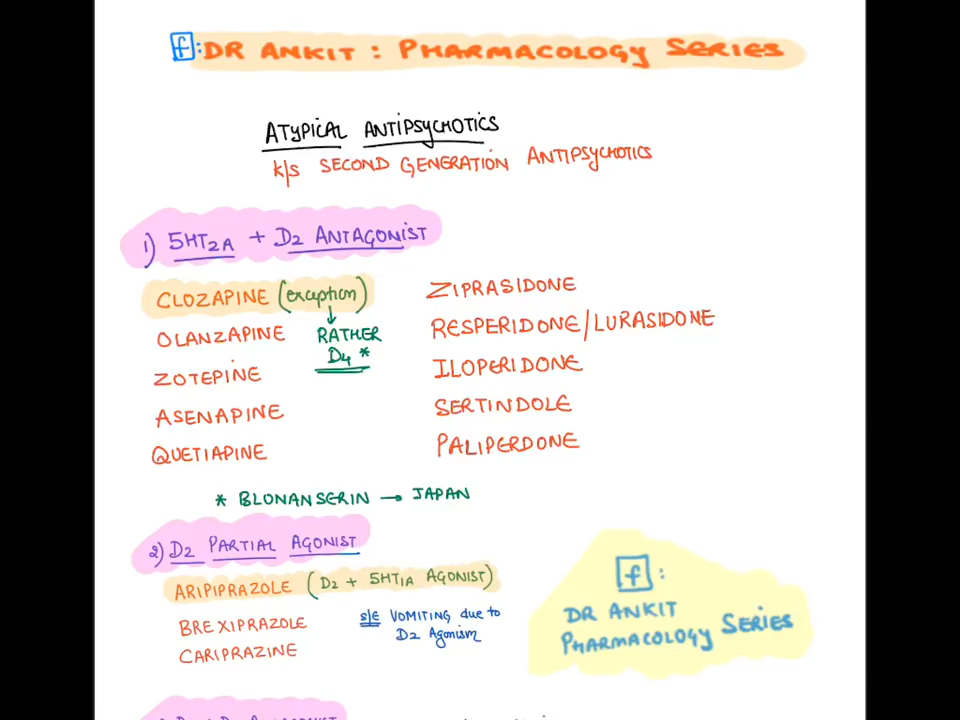 f: DR ANKIT : PHARMACOLOGY SERIES
ATYPICAL ANTIPSYCHOTICS
k/s SECOND GENERATION ANTIPSYCHOTICS
1) 5HT2A + D2 ANTAGONIST
CLOZAPINE (exception)
RATHER
D4 *
OLANZAPINE
ZOTEPINE
ASENAPINE
QUETIAPINE
ZIPRASIDONE
RESPERIDONE/LURASIDONE
ILOPERIDONE
SERTINDOLE
PALIPERDONE
* BLONANSERIN → JAPAN
2) D2 PARTIAL AGONIST
ARIPIPRAZOLE (D2 + 5HT1A AGONIST)
BREXIPRAZOLE
CARIPRAZINE
s/E VOMITING due to
D2 Agonism
f :
DR ANKIT
PHARMACOLOGY SERIES